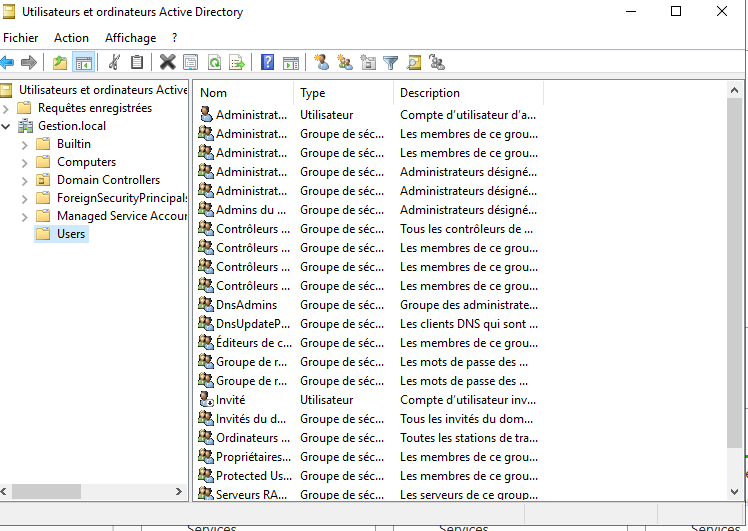 Utilisateurs et ordinateurs Active Directory
Fichier Action Affichage ?
Utilisateurs et ordinateurs Active
Requêtes enregistrées
Gestion.local
Builtin
Computers
Domain Controllers
ForeignSecurityPrincipals
Managed Service Accour
Users
Nom Type Description
Administrat... Utilisateur Compte d'utilisateur d'a...
Administrat... Groupe de séc... Les membres de ce grou...
Administrat... Groupe de séc... Les membres de ce grou...
Administrat... Groupe de séc... Administrateurs désigné...
Administrat... Groupe de séc... Administrateurs désigné...
Admins du ... Groupe de séc... Administrateurs désigné...
Contrôleurs ... Groupe de séc... Tous les contrôleurs de ...
Contrôleurs ... Groupe de séc... Les membres de ce grou...
Contrôleurs ... Groupe de séc... Les membres de ce grou...
Contrôleurs ... Groupe de séc... Les membres de ce grou...
DnsAdmins Groupe de séc... Groupe des administrate...
DnsUpdateP... Groupe de séc... Les clients DNS qui sont ...
Éditeurs de c... Groupe de séc... Les membres de ce grou...
Groupe de r... Groupe de séc... Les mots de passe des ...
Groupe de r... Groupe de séc... Les mots de passe des ...
Invité Utilisateur Compte d'utilisateur inv...
Invités du d... Groupe de séc... Tous les invités du dom...
Ordinateurs ... Groupe de séc... Toutes les stations de tra...
Propriétaires... Groupe de séc... Les membres de ce grou...
Protected Us... Groupe de séc... Les membres de ce grou...
Serveurs RA... Groupe de séc... Les serveurs de ce group...
Services Services Services